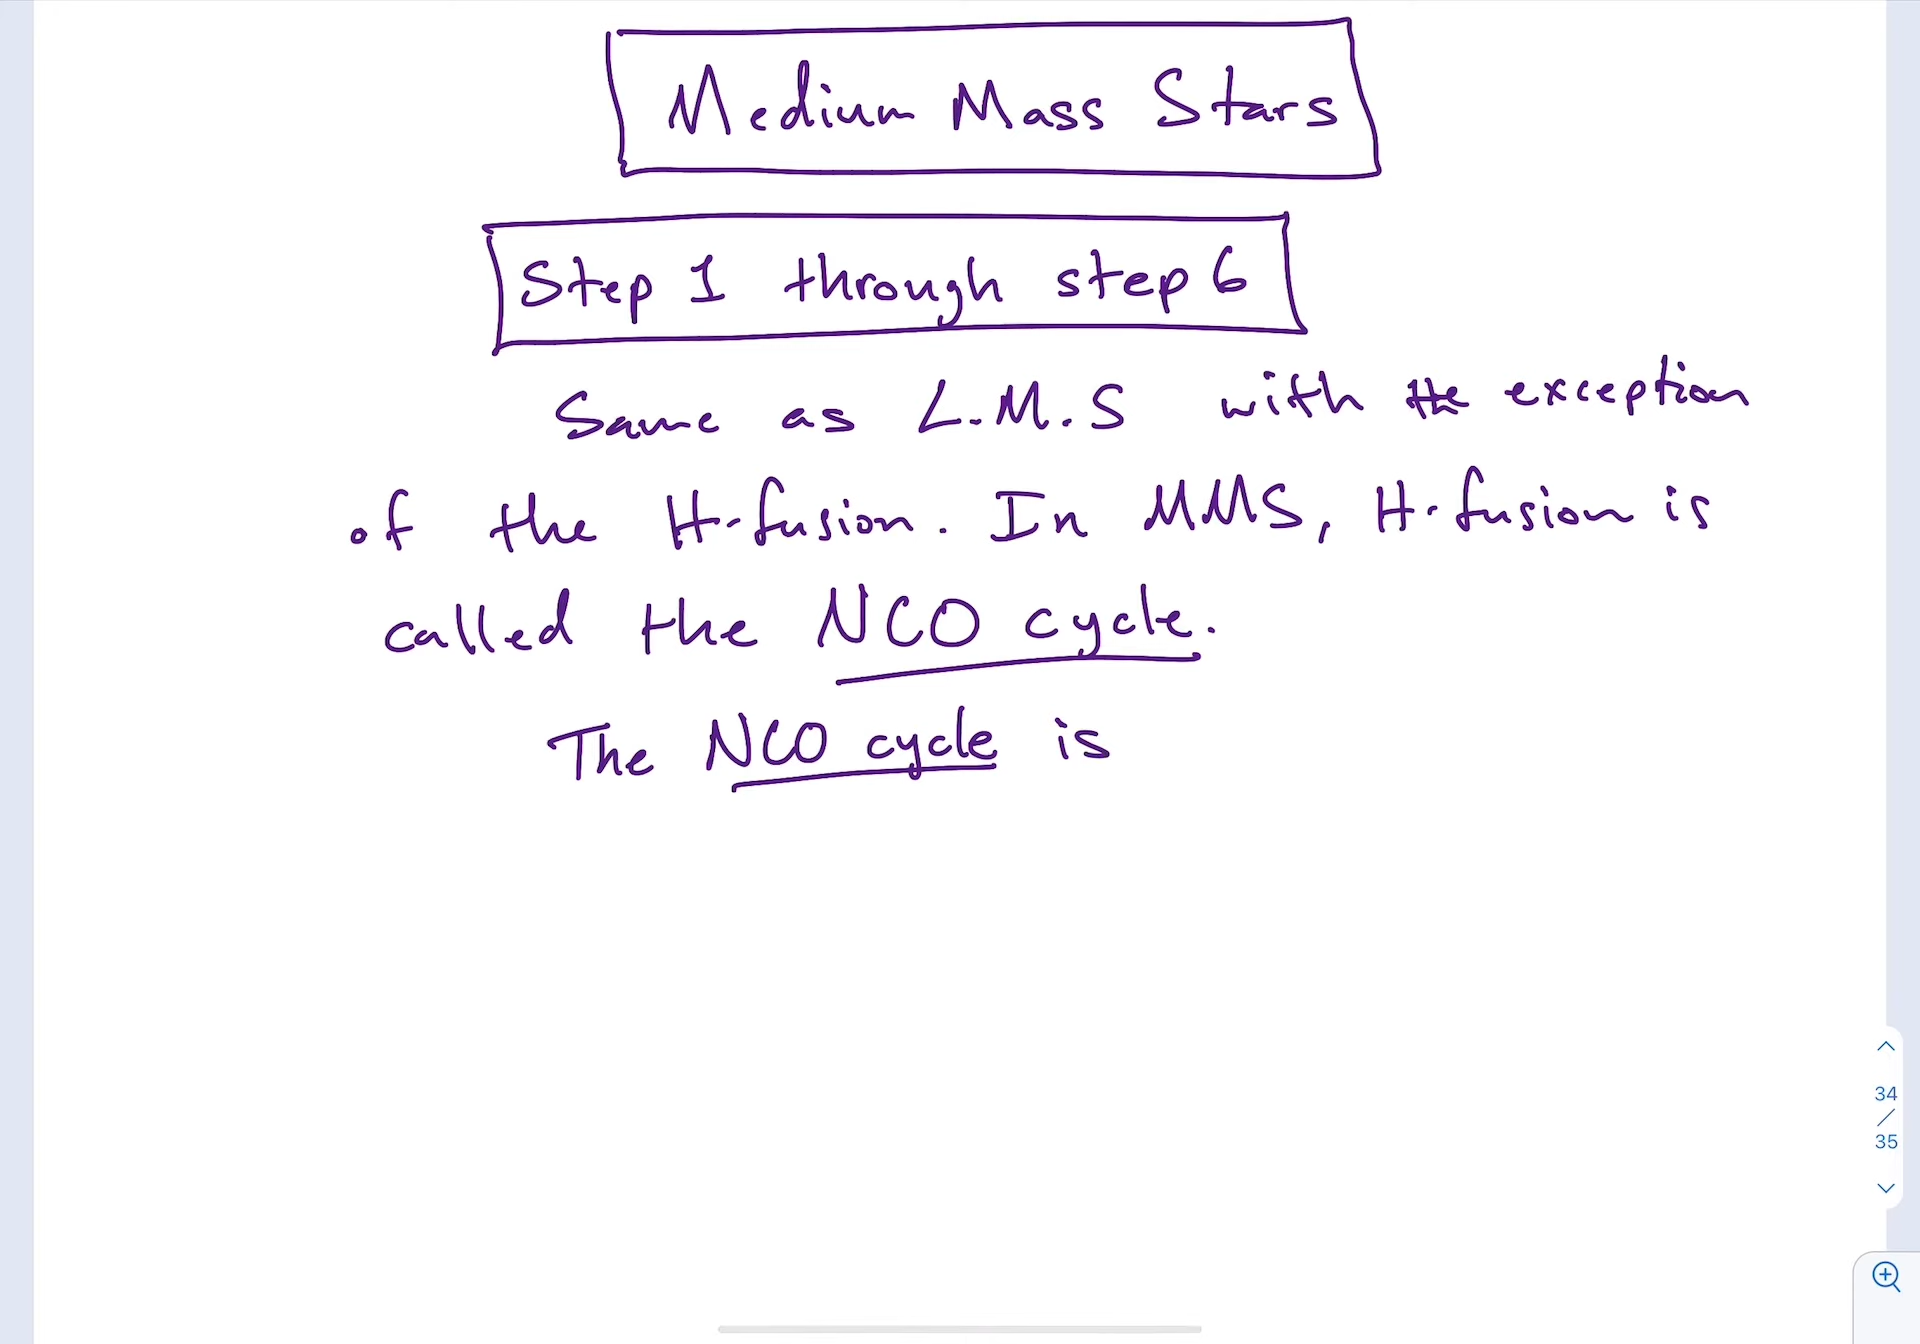 Medium Mass Stars
Step 1 through step 6
Same as L.M.S with the exception
of the H-fusion. In MMS, H-fusion is
called the NCO cycle.
The NCO cycle is
34
/
35